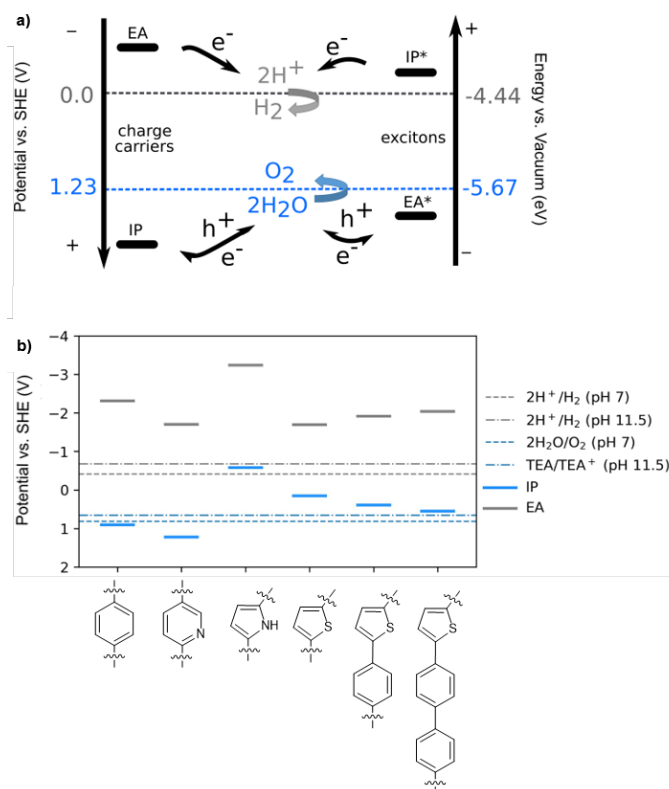 a)
−
EA
e⁻
e⁻
IP*
+
2H⁺
0.0
-4.44
H₂
charge
carriers
excitons
Potential vs. SHE (V)
Energy vs. Vacuum (eV)
O₂
1.23
-5.67
2H₂O
h⁺
h⁺
EA*
IP
+
e⁻
e⁻
−
b)
Potential vs. SHE (V)
−4
−3
−2
−1
0
1
2
2H⁺/H₂ (pH 7)
2H⁺/H₂ (pH 11.5)
2H₂O/O₂ (pH 7)
TEA/TEA⁺ (pH 11.5)
IP
EA
N
NH
S
S
S